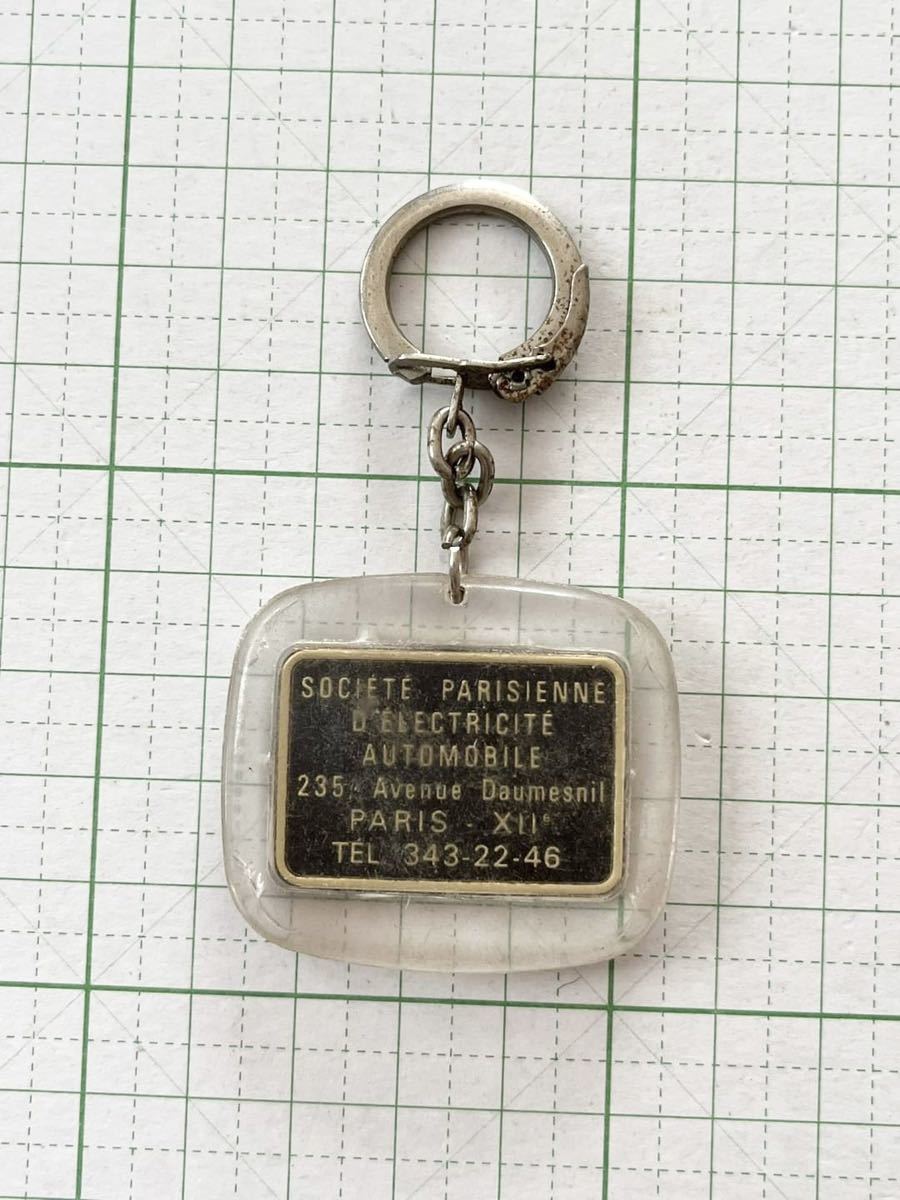 SOCIÉTÉ PARISIENNE
D'ÉLECTRICITÉ
AUTOMOBILE
235, Avenue Daumesnil
PARIS - XIIe
TEL 343-22-46